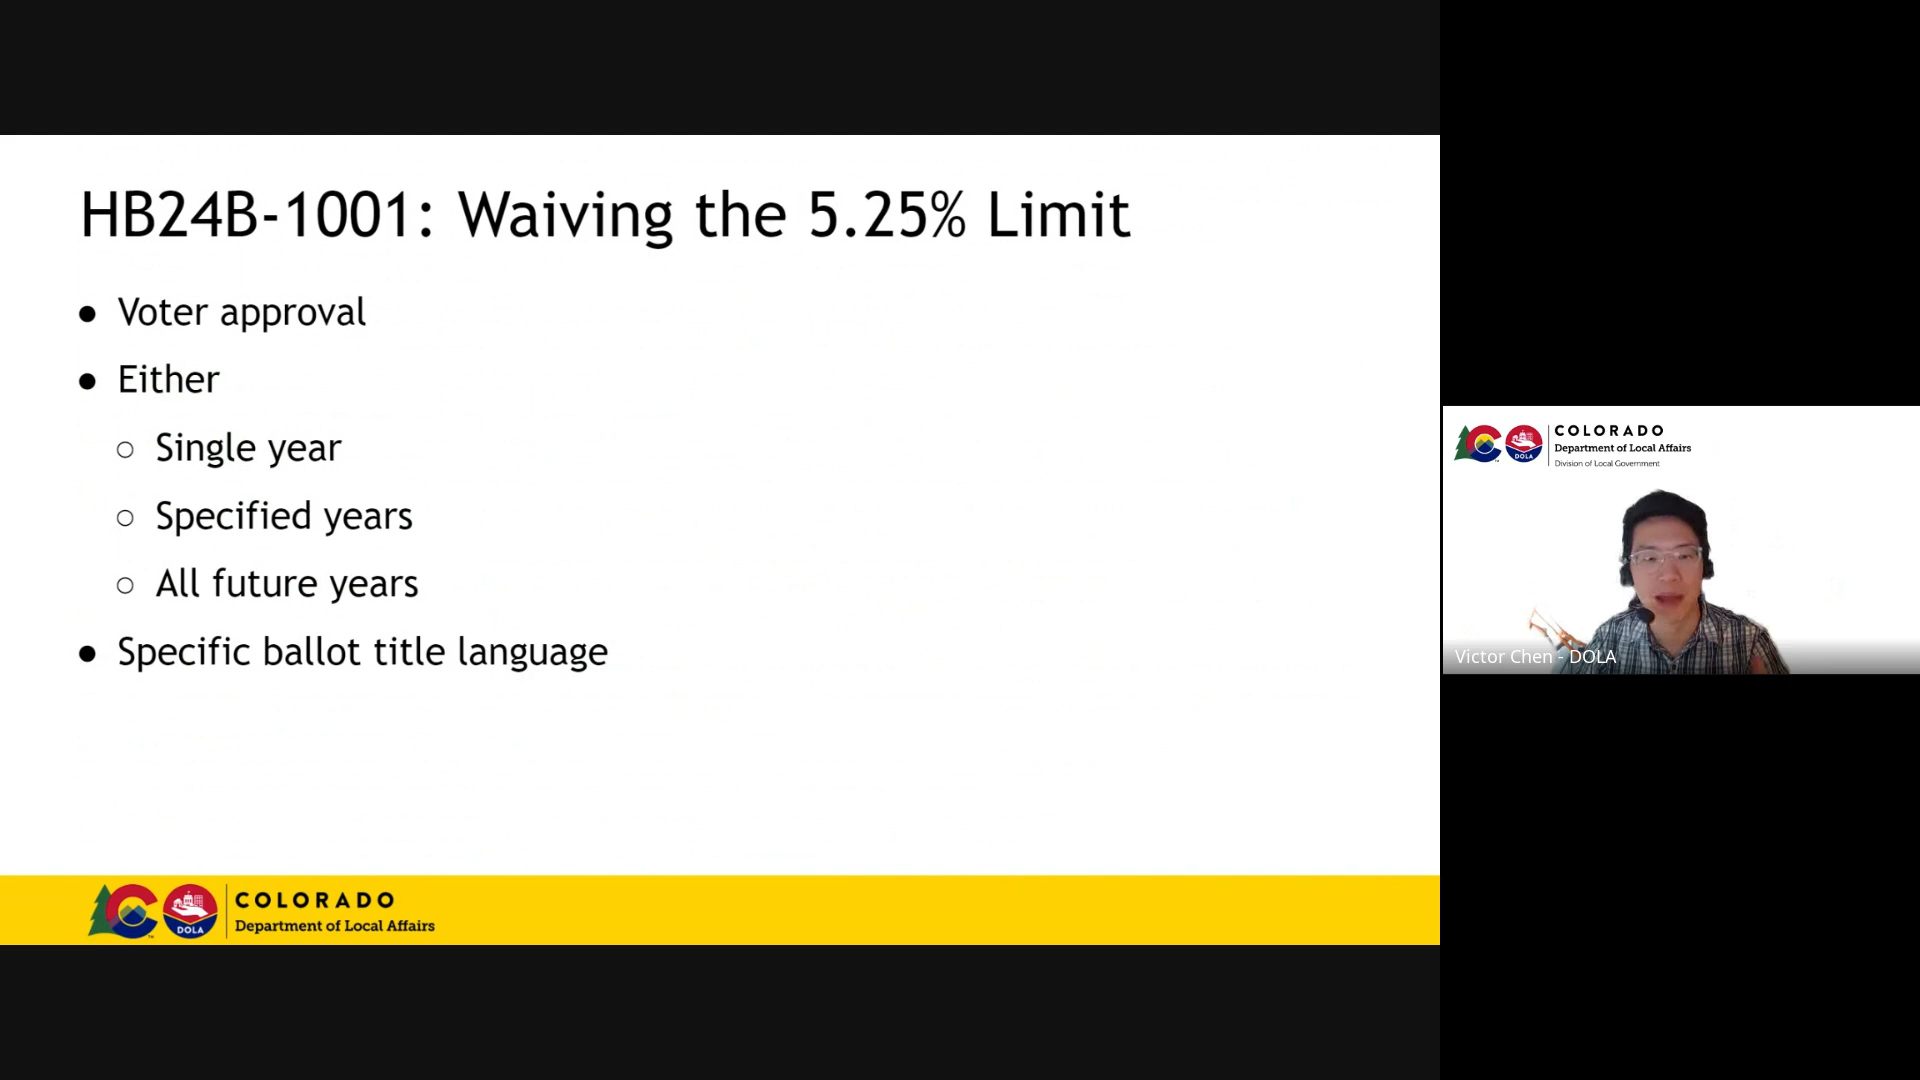 HB24B-1001: Waiving the 5.25% Limit
● Voter approval
● Either
○ Single year
○ Specified years
○ All future years
● Specific ballot title language
C
DOLA
COLORADO
Department of Local Affairs
C
DOLA
COLORADO
Department of Local Affairs
Division of Local Government
Victor Chen - DOLA